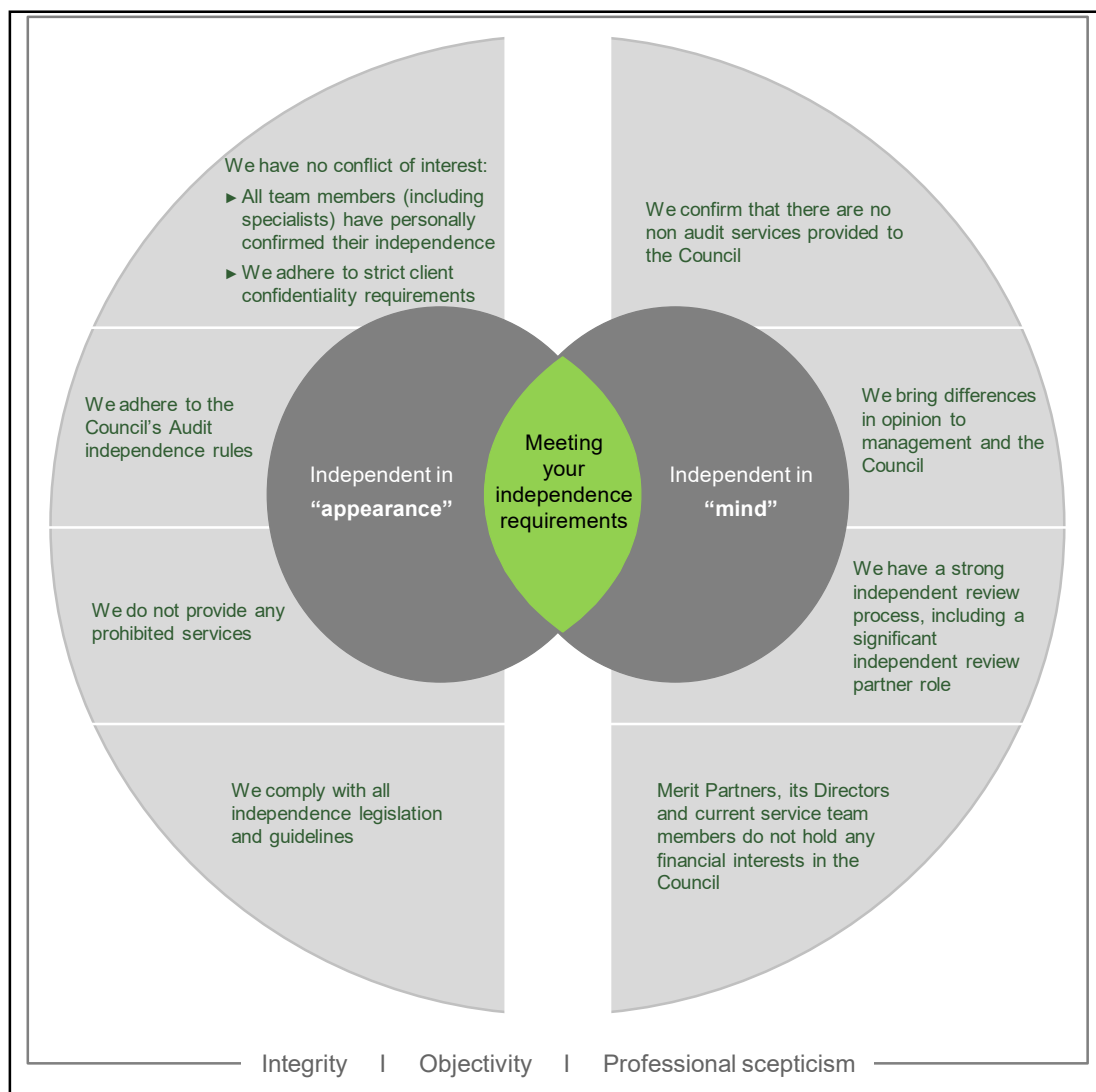 We have no conflict of interest:
► All team members (including
specialists) have personally
confirmed their independence
► We adhere to strict client
confidentiality requirements
We adhere to the
Council's Audit
independence rules
We do not provide any
prohibited services
We comply with all
independence legislation
and guidelines
Independent in
“appearance”
Meeting
your
independence
requirements
Independent in
“mind”
We confirm that there are no
non audit services provided to
the Council
We bring differences
in opinion to
management and the
Council
We have a strong
independent review
process, including a
significant
independent review
partner role
Merit Partners, its Directors
and current service team
members do not hold any
financial interests in the
Council
Integrity I Objectivity I Professional scepticism